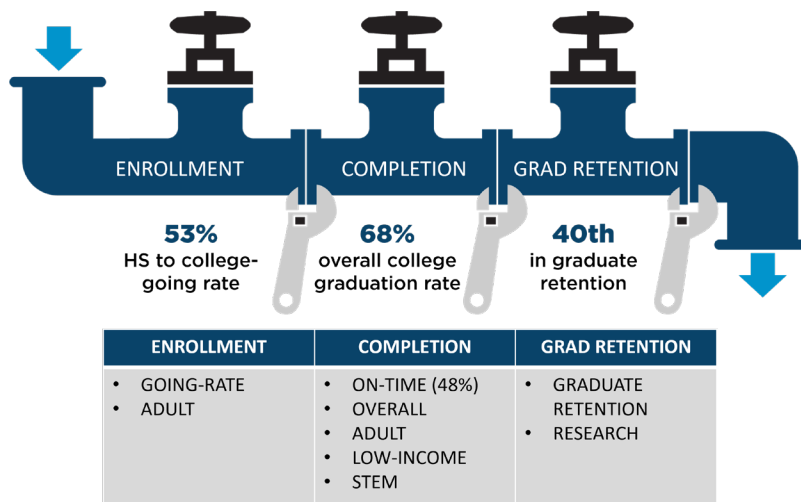 ENROLLMENT COMPLETION GRAD RETENTION
53% 68% 40th
HS to college- overall college in graduate
going rate graduation rate retention
ENROLLMENT COMPLETION GRAD RETENTION
• GOING-RATE • ON-TIME (48%) • GRADUATE
• ADULT • OVERALL RETENTION
• ADULT • RESEARCH
• LOW-INCOME
• STEM